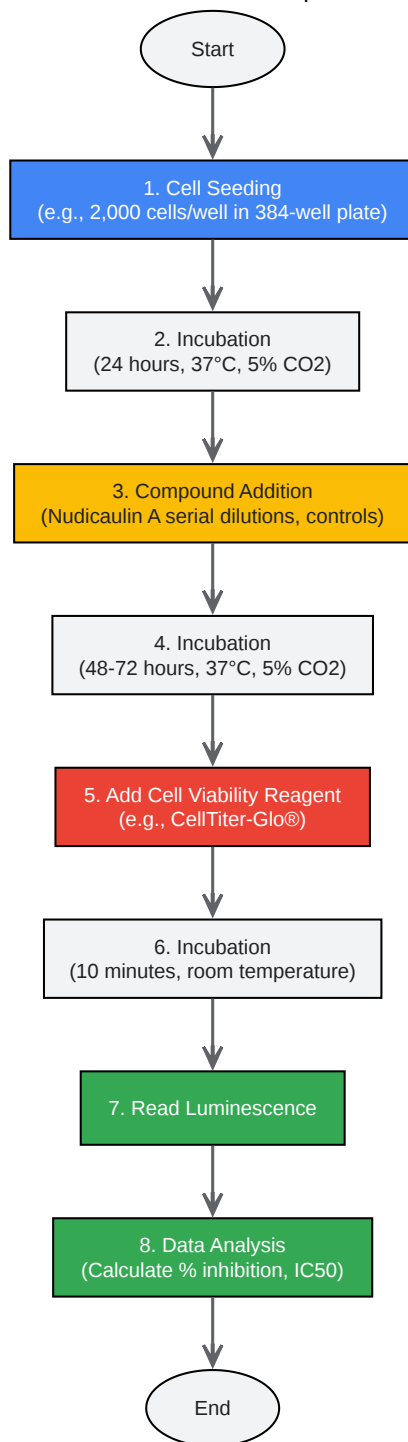 Start
1. Cell Seeding
(e.g., 2,000 cells/well in 384-well plate)
2. Incubation
(24 hours, 37°C, 5% CO2)
3. Compound Addition
(Nudicaulin A serial dilutions, controls)
4. Incubation
(48-72 hours, 37°C, 5% CO2)
5. Add Cell Viability Reagent
(e.g., CellTiter-Glo®)
6. Incubation
(10 minutes, room temperature)
7. Read Luminescence
8. Data Analysis
(Calculate % inhibition, IC50)
End